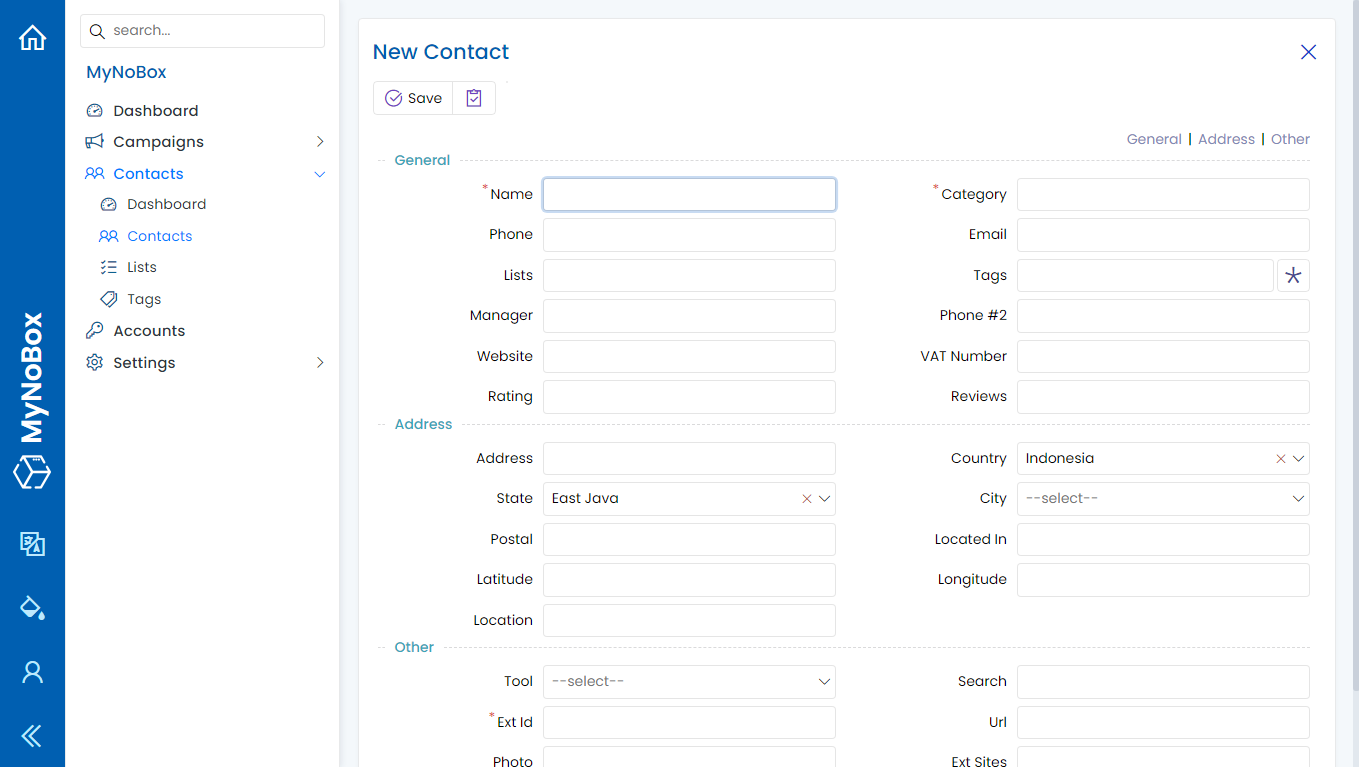 search...
MyNoBox
Dashboard
Campaigns
Contacts
Dashboard
Contacts
Lists
Tags
Accounts
Settings
MyNoBox
New Contact
Save
General | Address | Other
General
* Name
* Category
Phone
Email
Lists
Tags
Manager
Phone #2
Website
VAT Number
Rating
Reviews
Address
Address
Country Indonesia
State East Java
City --select--
Postal
Located In
Latitude
Longitude
Location
Other
Tool --select--
Search
* Ext Id
Url
Photo
Ext Sites